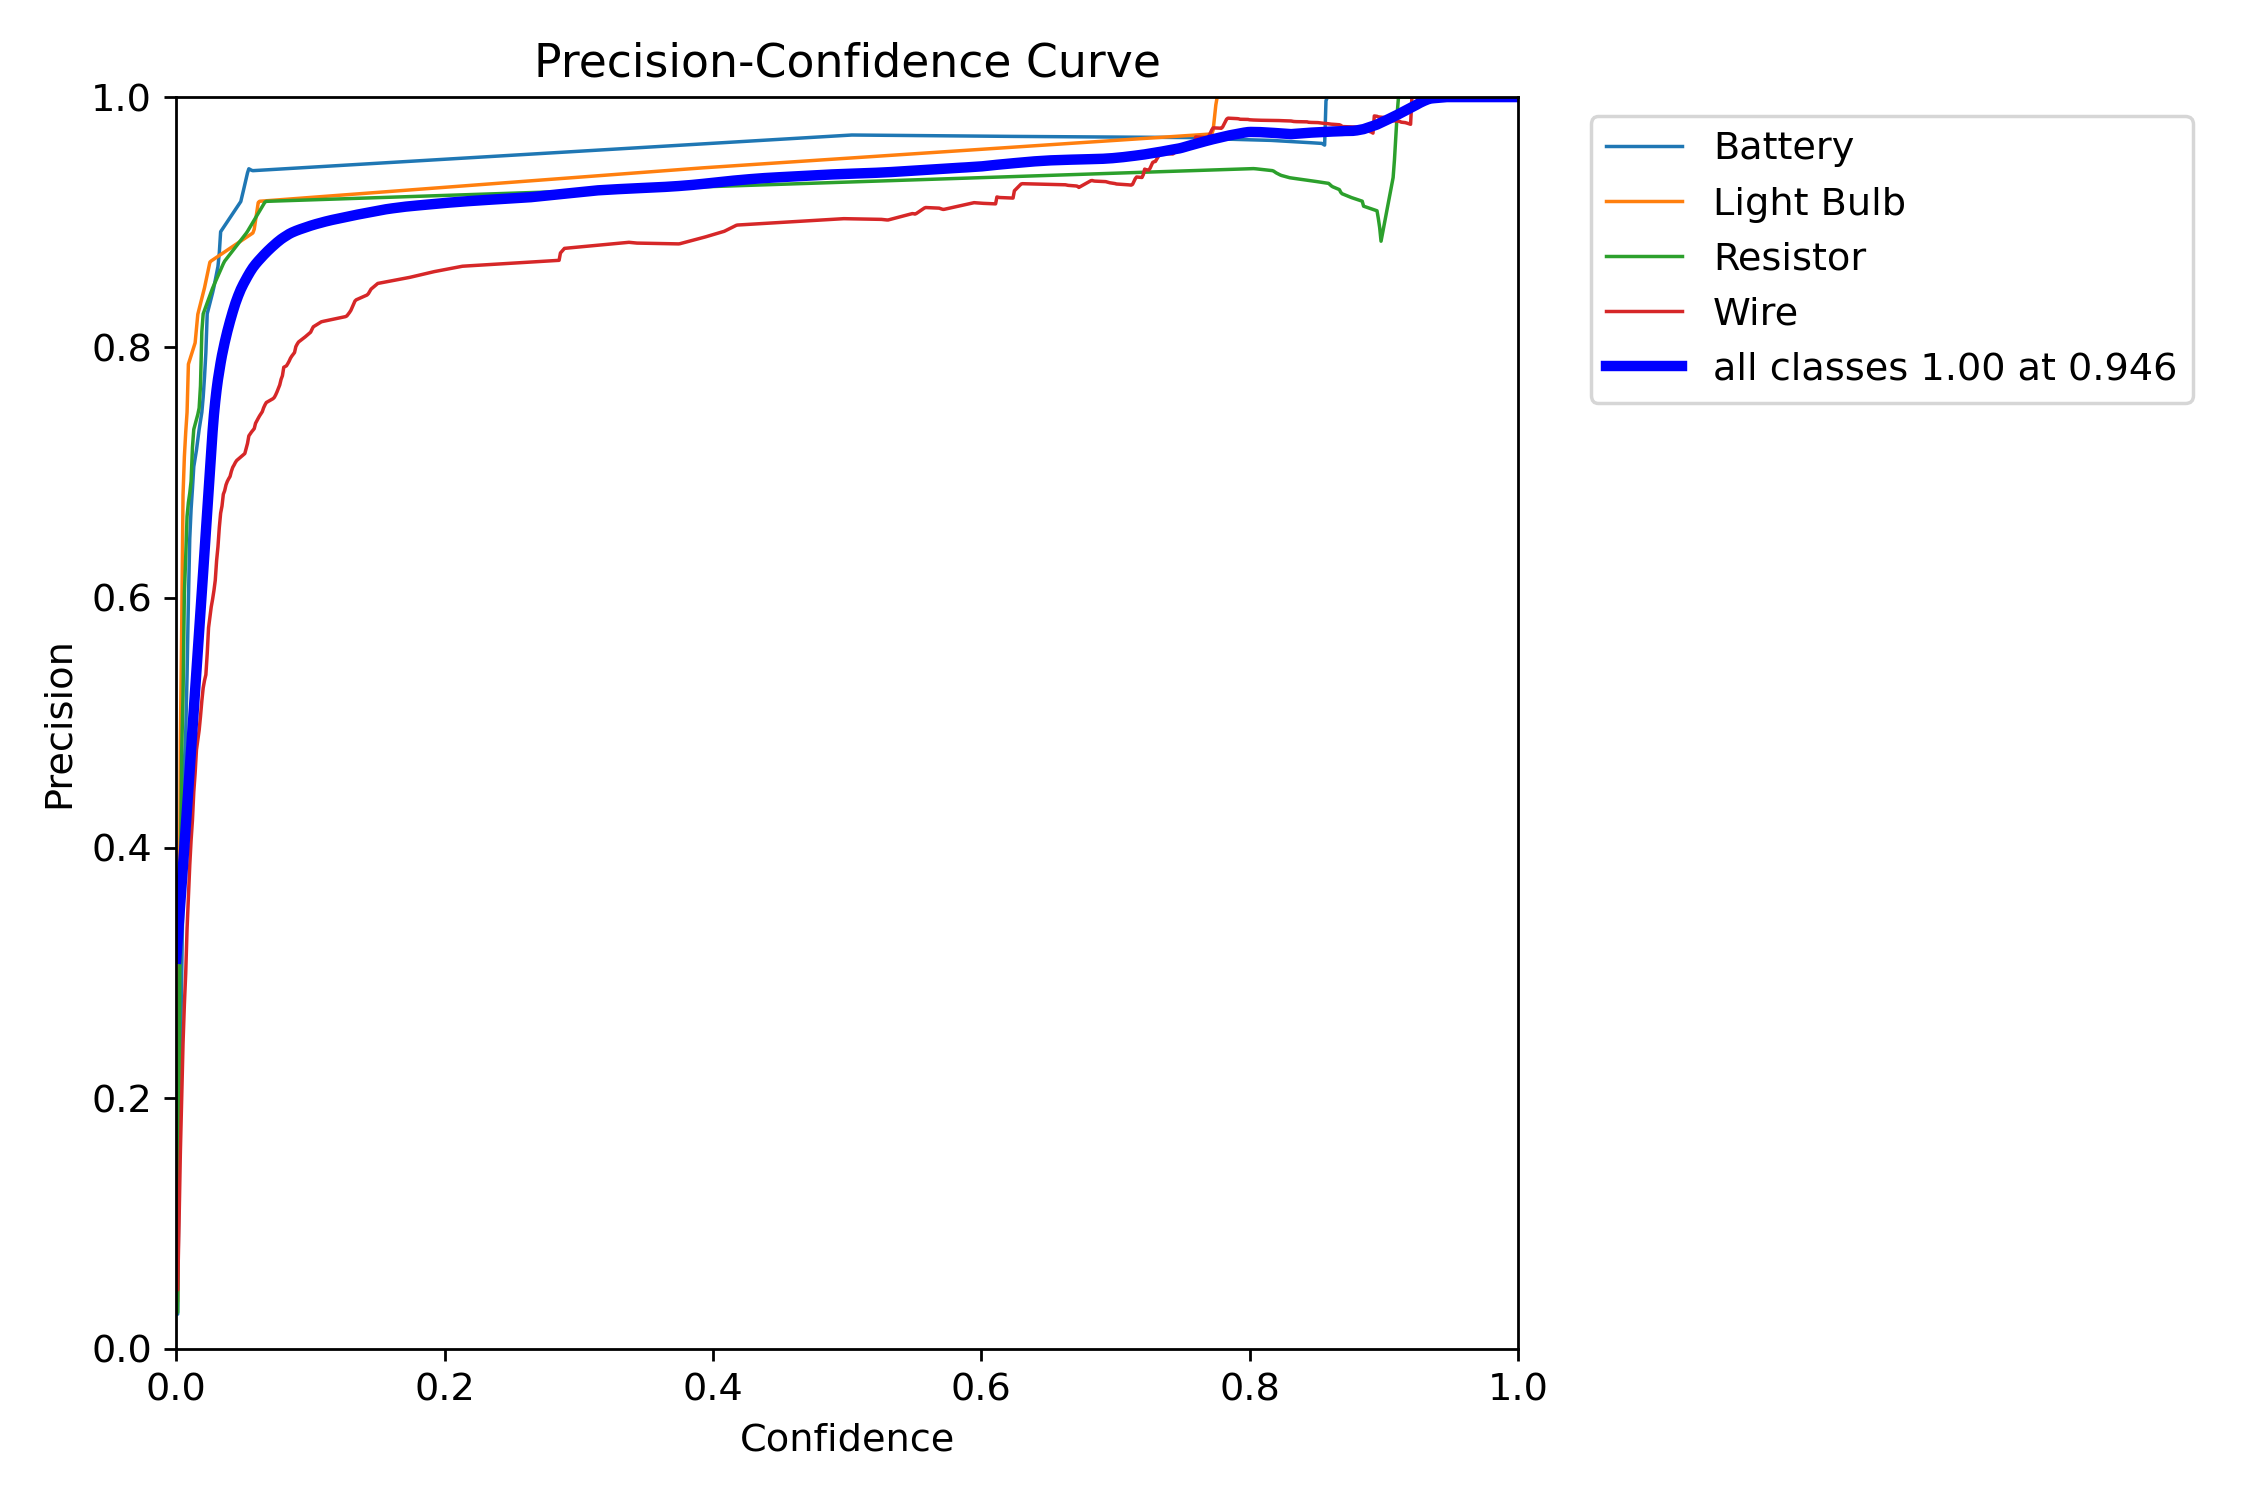 Precision-Confidence Curve
1.0
0.8
0.6
0.4
0.2
0.0
Precision
0.0 0.2 0.4 0.6 0.8 1.0
Confidence
Battery
Light Bulb
Resistor
Wire
all classes 1.00 at 0.946